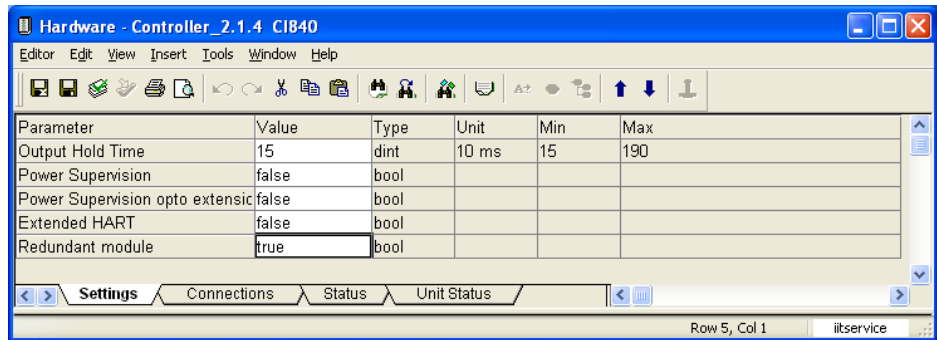 Hardware - Controller_2.1.4 CI840
Editor Edit View Insert Tools Window Help
Parameter Value Type Unit Min Max
Output Hold Time 15 dint 10 ms 15 190
Power Supervision false bool
Power Supervision opto extensic false bool
Extended HART false bool
Redundant module true bool
Settings Connections Status Unit Status
Row 5, Col 1 iitservice